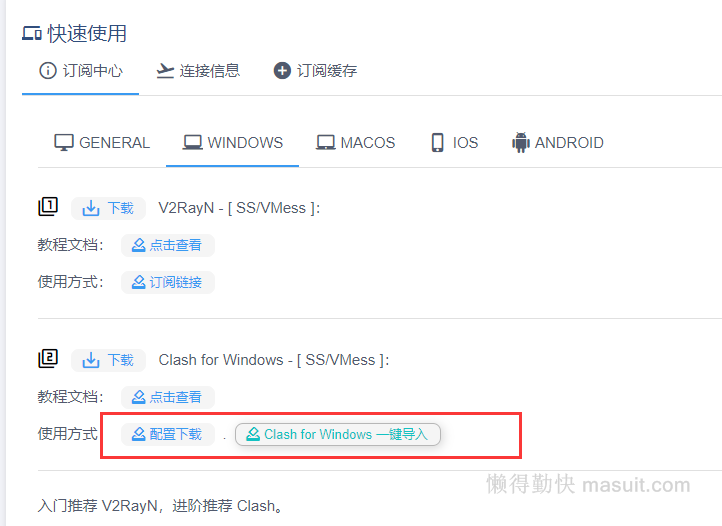 快速使用
订阅中心 连接信息 订阅缓存
GENERAL WINDOWS MACOS IOS ANDROID
1 下载 V2RayN - [ SS/VMess ]:
教程文档： 点击查看
使用方式： 订阅链接
2 下载 Clash for Windows - [ SS/VMess ]:
教程文档： 点击查看
使用方式 配置下载 . Clash for Windows 一键导入
懒得勤快 masuit.com
入门推荐 V2RayN，进阶推荐 Clash。